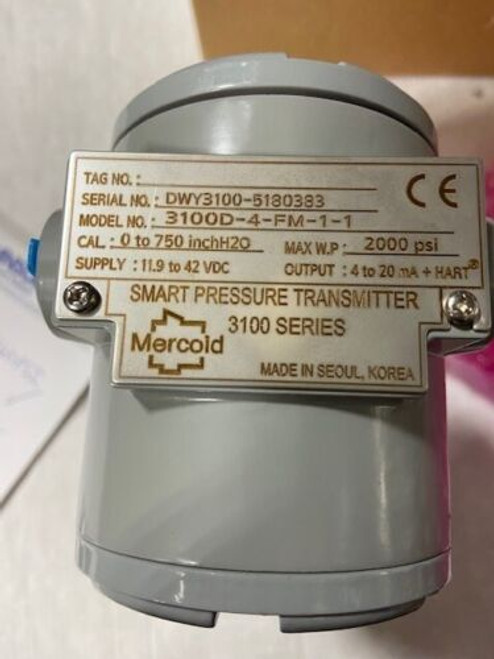 TAG NO. :
SERIAL NO. : DWY3100-5180383
MODEL NO. : 3100D-4-FM-1-1
CAL. : 0 to 750 inchH2O MAX W.P : 2000 psi
SUPPLY : 11.9 to 42 VDC OUTPUT : 4 to 20 mA + HART®
CE
SMART PRESSURE TRANSMITTER
Mercoid 3100 SERIES
MADE IN SEOUL, KOREA